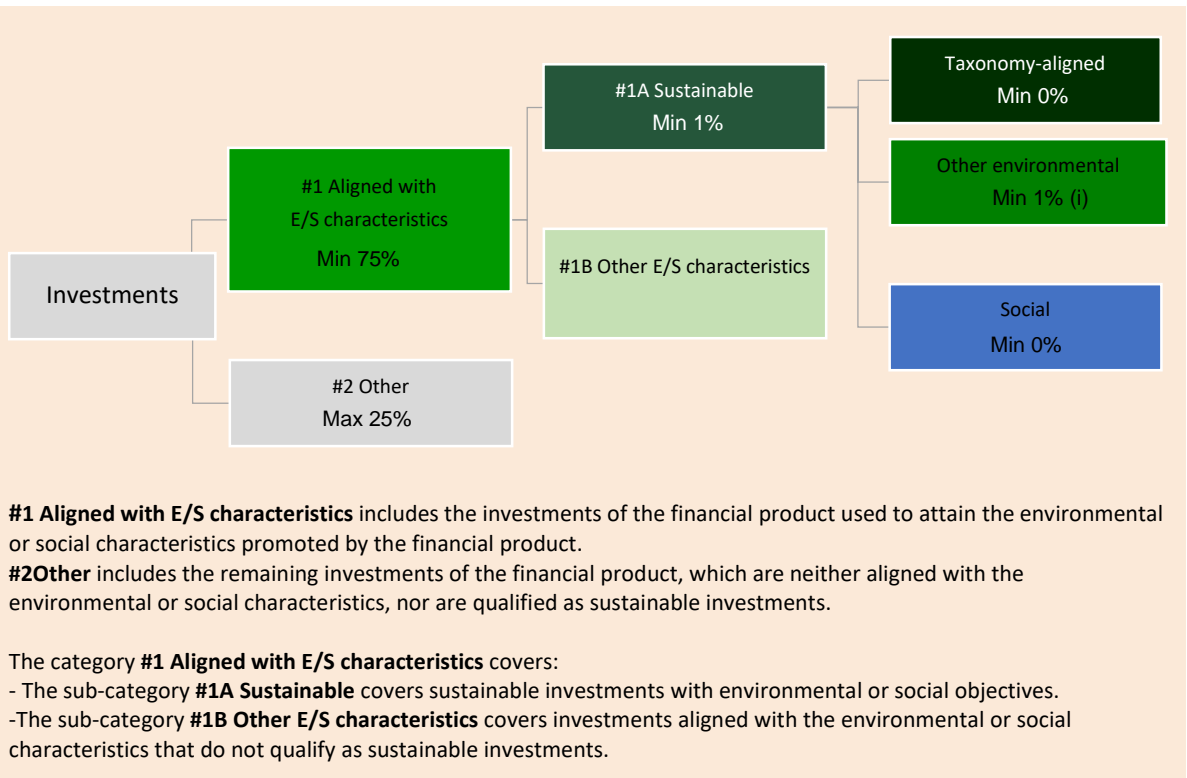 Investments
#1 Aligned with
E/S characteristics
Min 75%
#2 Other
Max 25%
#1A Sustainable
Min 1%
#1B Other E/S characteristics
Taxonomy-aligned
Min 0%
Other environmental
Min 1% (i)
Social
Min 0%
#1 Aligned with E/S characteristics includes the investments of the financial product used to attain the environmental
or social characteristics promoted by the financial product.
#2Other includes the remaining investments of the financial product, which are neither aligned with the
environmental or social characteristics, nor are qualified as sustainable investments.
The category #1 Aligned with E/S characteristics covers:
- The sub-category #1A Sustainable covers sustainable investments with environmental or social objectives.
-The sub-category #1B Other E/S characteristics covers investments aligned with the environmental or social
characteristics that do not qualify as sustainable investments.